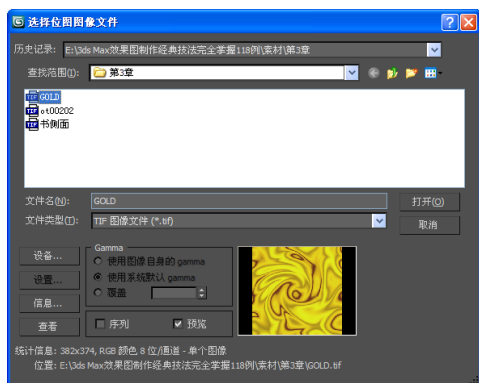 选择位图图像文件
历史记录: E:\3ds Max效果图制作经典技法完全掌握118例\素材\第3章
查找范围(I): 第3章
GOLD
ot00202
书侧面
文件名(N): GOLD 打开(O)
文件类型(T): TIF 图像文件 (*.tif) 取消
Gamma
设备... 使用图像自身的 gamma
设置... 使用系统默认 gamma
覆盖
信息...
查看 序列 预览
统计信息: 382x374, RGB 颜色 8 位/通道 - 单个图像
位置: E:\3ds Max效果图制作经典技法完全掌握118例\素材\第3章\GOLD.tif